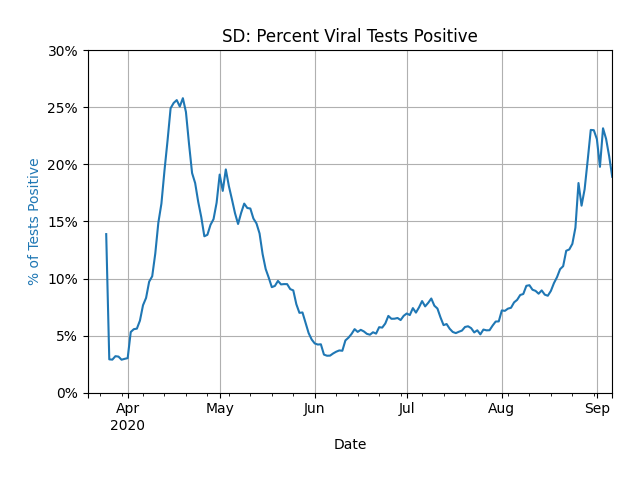 SD: Percent Viral Tests Positive
30%
25%
20%
15%
10%
5%
0%
% of Tests Positive
Apr May Jun Jul Aug Sep
2020
Date